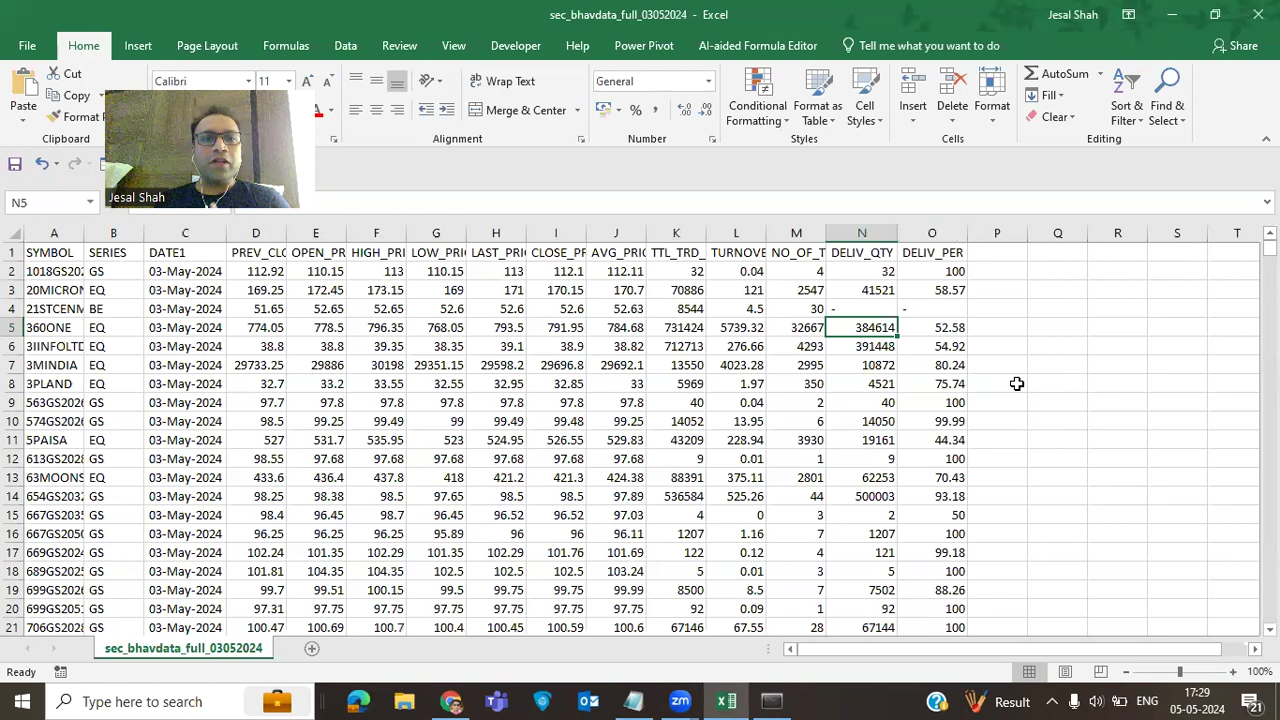 sec_bhavdata_full_03052024 - Excel
Jesal Shah
File Home Insert Page Layout Formulas Data Review View Developer Help Power Pivot AI-aided Formula Editor Tell me what you want to do Share
Paste Cut Calibri 11 Wrap Text General Conditional Formatting Format as Table Cell Styles Insert Delete Format AutoSum Fill Clear Sort & Filter Find & Select
Copy Merge & Center %
Format
Clipboard Alignment Number Styles Cells Editing
Jesal Shah
N5
A B C D E F G H I J K L M N O P Q R S T
1 SYMBOL SERIES DATE1 PREV_CLO OPEN_PR HIGH_PRI LOW_PRIC LAST_PRIC CLOSE_PR AVG_PRIC TTL_TRD_ TURNOVE NO_OF_T DELIV_QTY DELIV_PER
2 1018GS202 GS 03-May-2024 112.92 110.15 113 110.15 113 112.1 112.11 32 0.04 4 32 100
3 20MICRON EQ 03-May-2024 169.25 172.45 173.15 169 171 170.15 170.7 70886 121 2547 41521 58.57
4 21STCENM BE 03-May-2024 51.65 52.65 52.65 52.6 52.6 52.6 52.63 8544 4.5 30 - -
5 360ONE EQ 03-May-2024 774.05 778.5 796.35 768.05 793.5 791.95 784.68 731424 5739.32 32667 384614 52.58
6 3IINFOLTD EQ 03-May-2024 38.8 38.8 39.35 38.35 39.1 38.9 38.82 712713 276.66 4293 391448 54.92
7 3MINDIA EQ 03-May-2024 29733.25 29886 30198 29351.15 29598.2 29696.8 29692.1 13550 4023.28 2995 10872 80.24
8 3PLAND EQ 03-May-2024 32.7 33.2 33.55 32.55 32.95 32.85 33 5969 1.97 350 4521 75.74
9 563GS2026 GS 03-May-2024 97.7 97.8 97.8 97.8 97.8 97.8 97.8 40 0.04 2 40 100
10 574GS2026 GS 03-May-2024 98.5 99.25 99.49 99 99.49 99.48 99.25 14052 13.95 6 14050 99.99
11 5PAISA EQ 03-May-2024 527 531.7 535.95 523 524.95 526.55 529.83 43209 228.94 3930 19161 44.34
12 613GS2028 GS 03-May-2024 98.55 97.68 97.68 97.68 97.68 97.68 97.68 9 0.01 1 9 100
13 63MOONS EQ 03-May-2024 433.6 436.4 437.8 418 421.2 421.3 424.38 88391 375.11 2801 62253 70.43
14 654GS2032 GS 03-May-2024 98.25 98.38 98.5 97.65 98.5 98.5 97.89 536584 525.26 44 500003 93.18
15 667GS2035 GS 03-May-2024 98.4 96.45 98.7 96.45 96.52 96.52 97.03 4 0 3 2 50
16 667GS2050 GS 03-May-2024 96.25 96.25 96.25 95.89 96 96 96.11 1207 1.16 7 1207 100
17 669GS2024 GS 03-May-2024 102.24 101.35 102.29 101.35 102.29 101.76 101.69 122 0.12 4 121 99.18
18 689GS2025 GS 03-May-2024 101.81 104.35 104.35 102.5 102.5 102.5 103.24 5 0.01 3 5 100
19 699GS2026 GS 03-May-2024 99.7 99.51 100.15 99.5 99.75 99.75 99.99 8500 8.5 7 7502 88.26
20 699GS2051 GS 03-May-2024 97.31 97.75 97.75 97.75 97.75 97.75 97.75 92 0.09 1 92 100
21 706GS2028 GS 03-May-2024 100.47 100.69 100.7 100.4 100.45 100.59 100.6 67146 67.55 28 67144 100
sec_bhavdata_full_03052024
Ready 100%
Type here to search Result ENG 17:29
05-05-2024 21